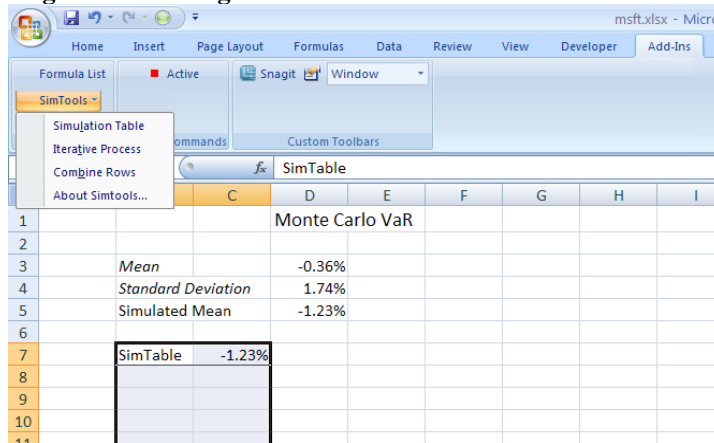 msft.xlsx - Micr
Home Insert Page Layout Formulas Data Review View Developer Add-Ins
Formula List Active Snagit Window
SimTools
mmands Custom Toolbars
Simulation Table
Iterative Process
Combine Rows
About Simtools...
fx SimTable
C D E F G H I
1 Monte Carlo VaR
2
3 Mean -0.36%
4 Standard Deviation 1.74%
5 Simulated Mean -1.23%
6
7 SimTable -1.23%
8
9
10
11